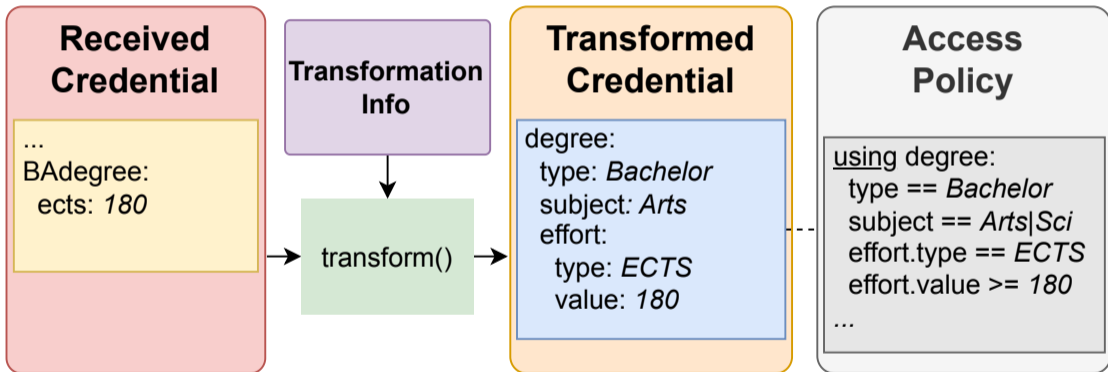 Received
Credential
...
BAdegree:
ects: 180
Transformation
Info
transform()
Transformed
Credential
degree:
type: Bachelor
subject: Arts
effort:
type: ECTS
value: 180
Access
Policy
using degree:
type == Bachelor
subject == Arts|Sci
effort.type == ECTS
effort.value >= 180
...